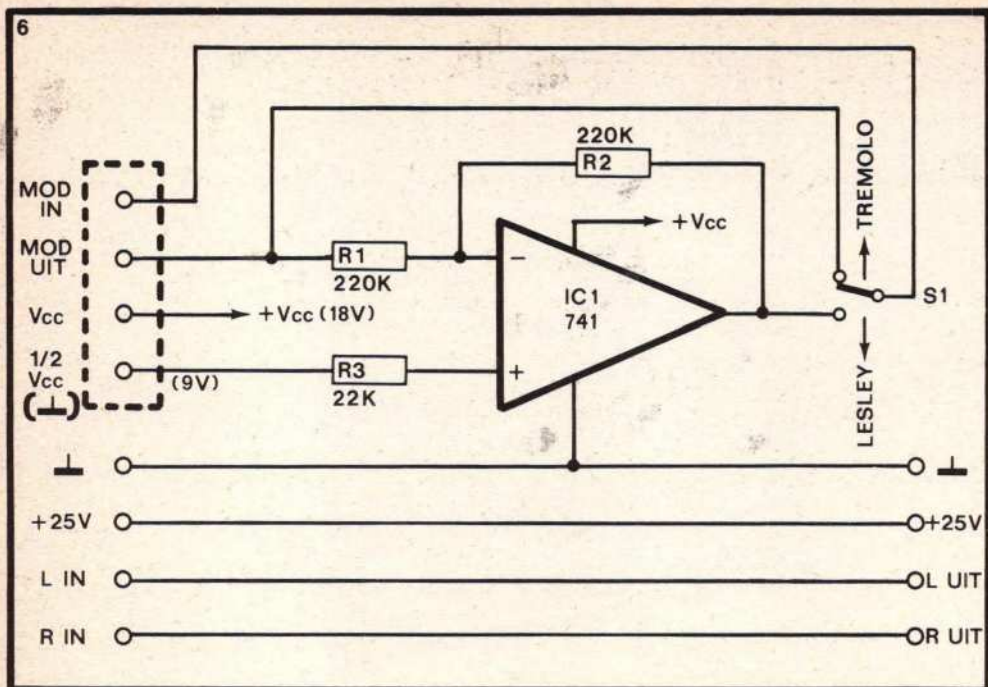 6
220K
R2
TREMOLO
MOD
IN
+Vcc
MOD
UIT
R1
220K
−
IC1
741
S1
Vcc
+Vcc (18V)
1/2
Vcc
(9V)
R3
22K
+
LESLEY
+25V
+25V
L IN
L UIT
R IN
R UIT